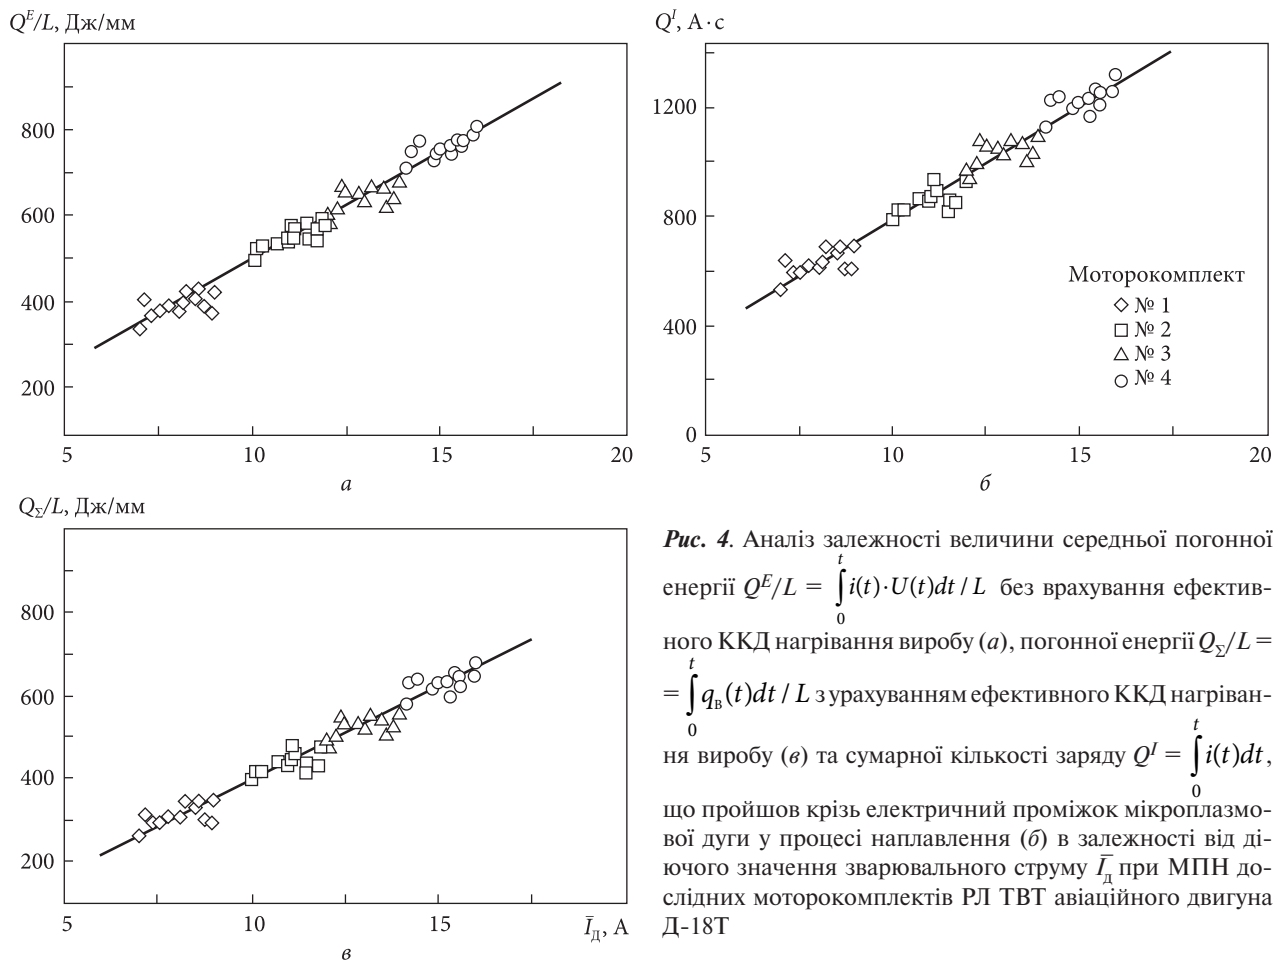 Q^E/L, Дж/мм
800
600
400
200
5 10 15 20
а
Q^I, А·с
1200
800
400
0
5 10 15 20
б
Моторокомплект
№ 1
№ 2
№ 3
№ 4
Q_Σ/L, Дж/мм
800
600
400
200
5 10 15 Ī_Д, А
в
Рис. 4. Аналіз залежності величини середньої погонної
енергії Q^E/L = ∫_0^t i(t)·U(t)dt / L без врахування ефектив-
ного ККД нагрівання виробу (а), погонної енергії Q_Σ/L =
= ∫_0^t q_в(t)dt / L з урахуванням ефективного ККД нагріван-
ня виробу (в) та сумарної кількості заряду Q^I = ∫_0^t i(t)dt,
що пройшов крізь електричний проміжок мікроплазмо-
вої дуги у процесі наплавлення (б) в залежності від ді-
ючого значення зварювального струму Ī_д при МПН до-
слідних моторокомплектів РЛ ТВТ авіаційного двигуна
Д-18Т